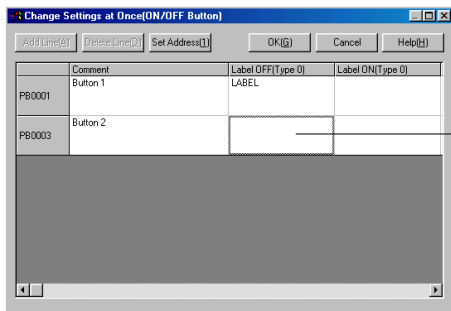 Change Settings at Once(ON/OFF Button)
Add Line(A) Delete Line(D) Set Address(1) OK(G) Cancel Help(H)
Comment Label OFF(Type 0) Label ON(Type 0)
PB0001 Button 1 LABEL
PB0003 Button 2